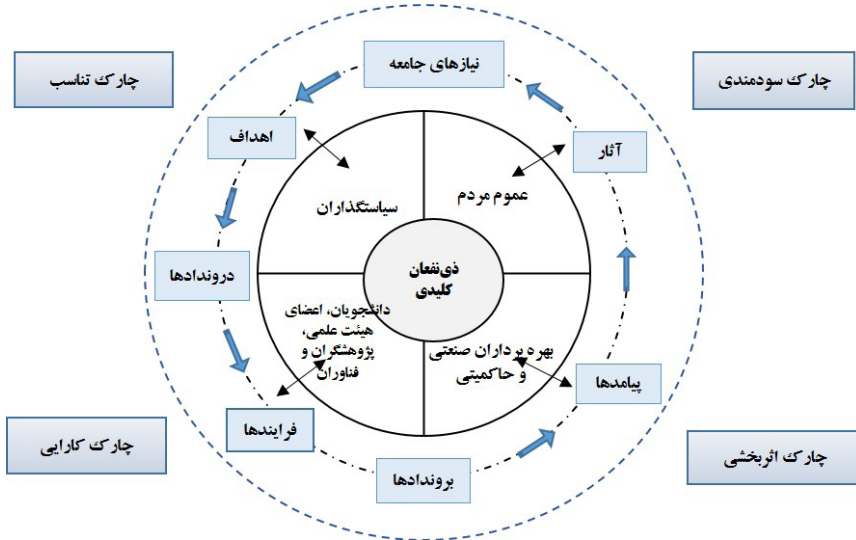 نیازهای جامعه
چارک سودمندی
چارک تناسب
آثار
اهداف
عموم مردم
سیاستگذاران
ذی‌نفعان
کلیدی
دروندادها
دانشجویان، اعضای
هیئت علمی،
پژوهشگران و
فناوران
بهره برداران صنعتی
و حاکمیتی
پیامدها
فرایندها
چارک کارایی
چارک اثربخشی
بروندادها